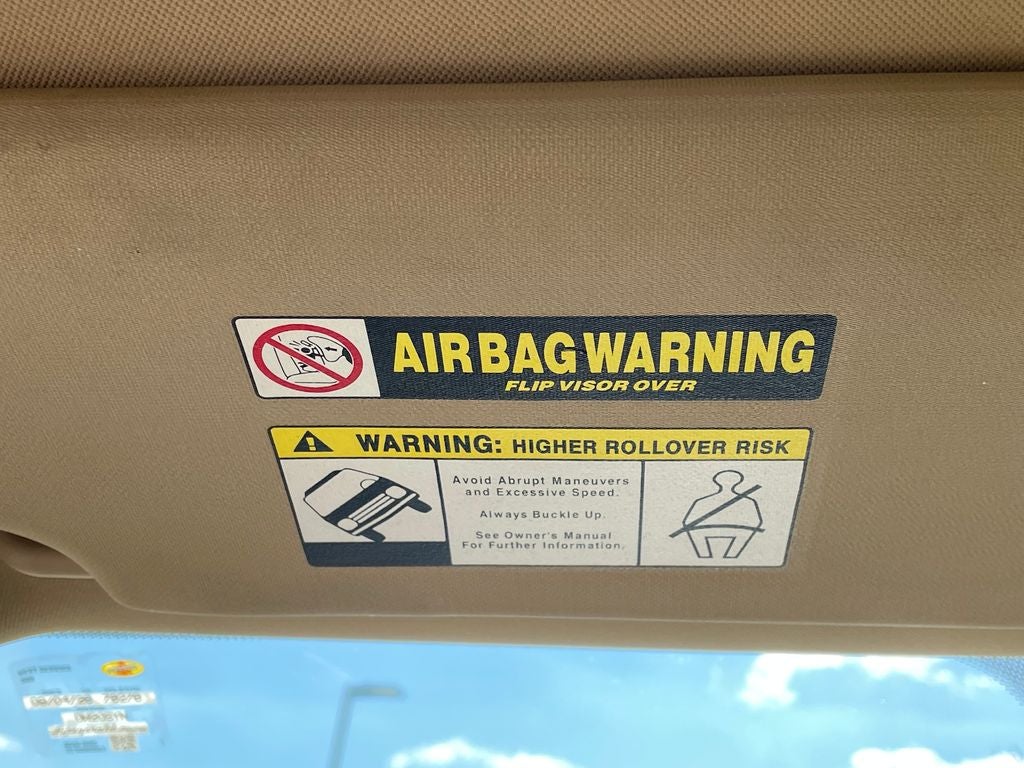 AIR BAG WARNING
FLIP VISOR OVER
WARNING: HIGHER ROLLOVER RISK
Avoid Abrupt Maneuvers
and Excessive Speed.
Always Buckle Up.
See Owner's Manual
For Further Information.